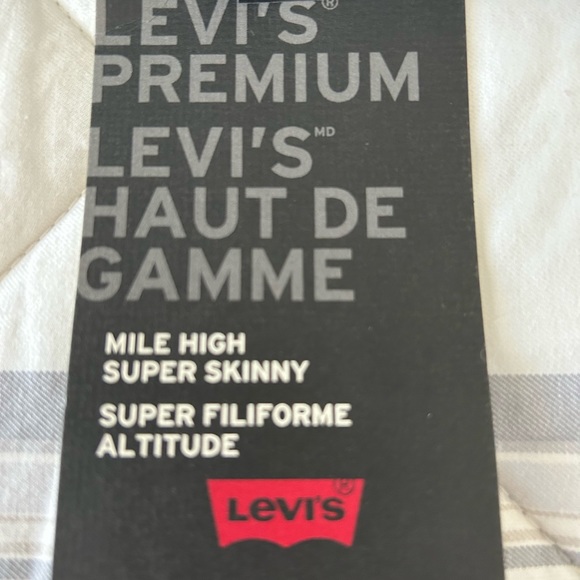 LEVI'S®
PREMIUM
LEVI'S MD
HAUT DE
GAMME
MILE HIGH
SUPER SKINNY
SUPER FILIFORME
ALTITUDE
Levi's®